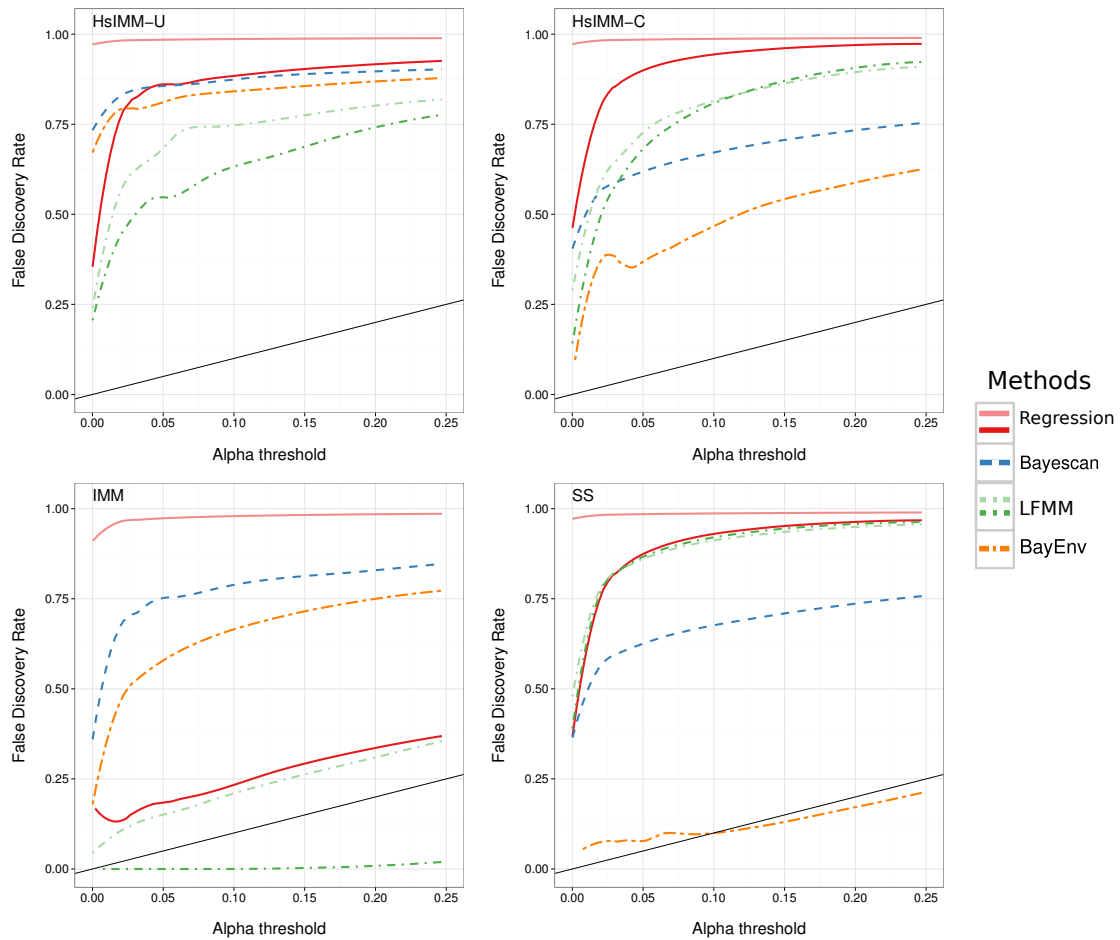 HsIMM−U
1.00
0.75
0.50
0.25
0.00
False Discovery Rate
0.00 0.05 0.10 0.15 0.20 0.25
Alpha threshold
HsIMM−C
1.00
0.75
0.50
0.25
0.00
False Discovery Rate
0.00 0.05 0.10 0.15 0.20 0.25
Alpha threshold
IMM
1.00
0.75
0.50
0.25
0.00
False Discovery Rate
0.00 0.05 0.10 0.15 0.20 0.25
Alpha threshold
SS
1.00
0.75
0.50
0.25
0.00
False Discovery Rate
0.00 0.05 0.10 0.15 0.20 0.25
Alpha threshold
Methods
Regression
Bayescan
LFMM
BayEnv